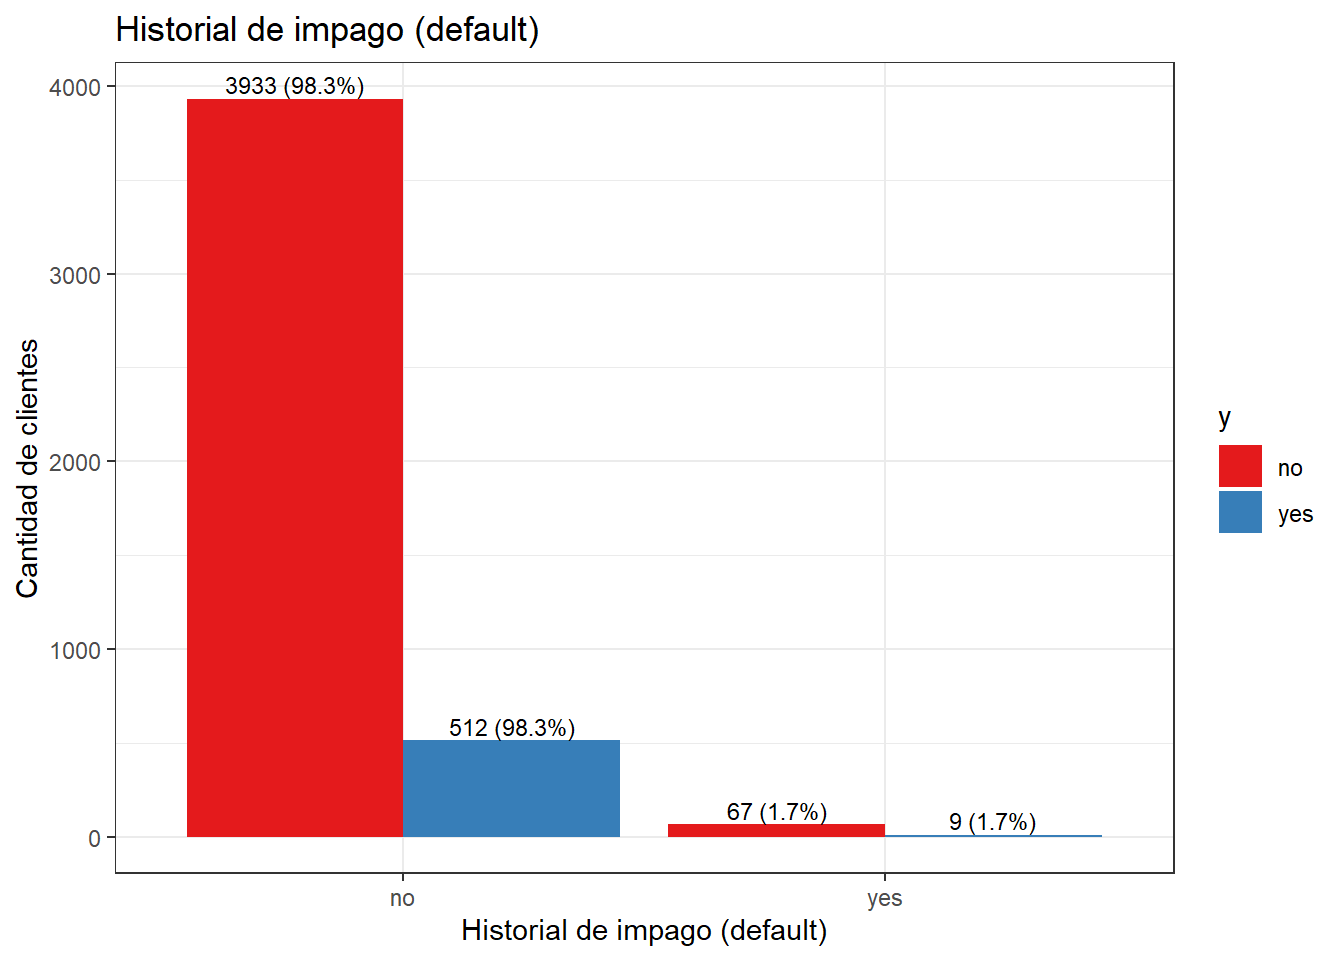 Historial de impago (default)
Cantidad de clientes
4000
3000
2000
1000
0
3933 (98.3%)
512 (98.3%)
67 (1.7%)
9 (1.7%)
no
yes
Historial de impago (default)
y
no
yes